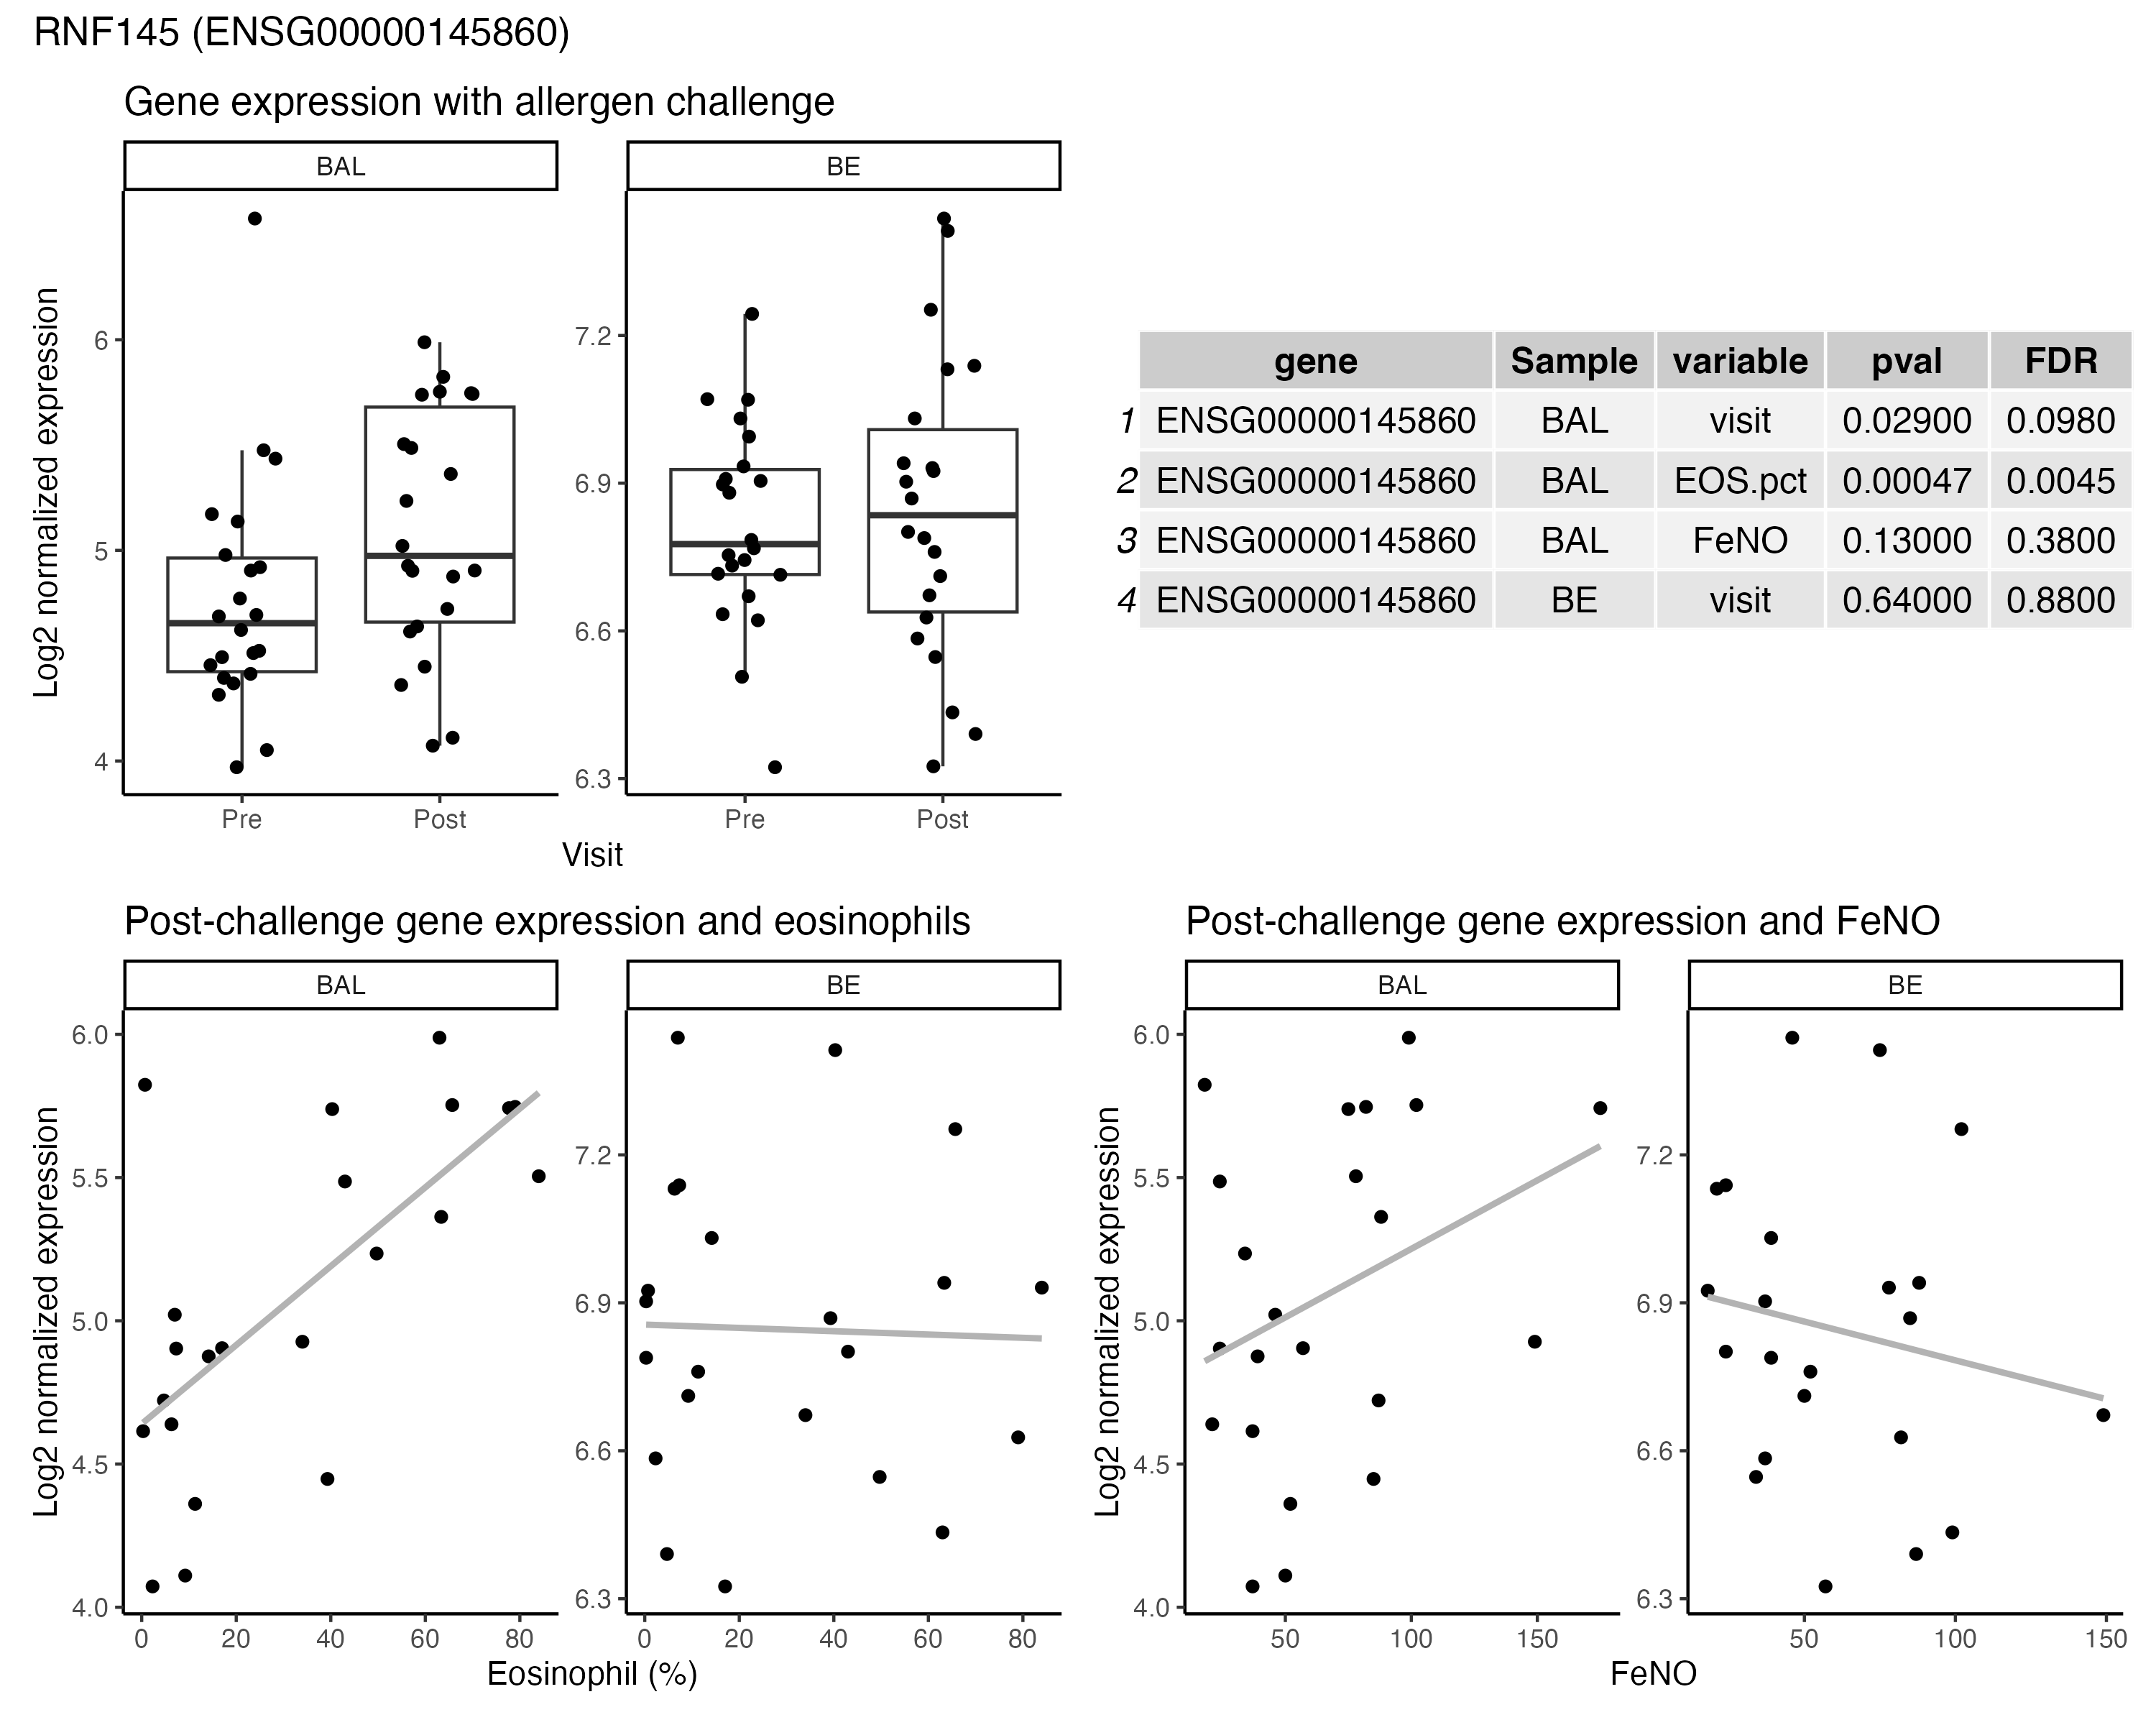 RNF145 (ENSG00000145860)
Gene expression with allergen challenge
BAL BE
Log2 normalized expression
6
5
4
7.2
6.9
6.6
6.3
Pre Post Pre Post
Visit
gene Sample variable pval FDR
1 ENSG00000145860 BAL visit 0.02900 0.0980
2 ENSG00000145860 BAL EOS.pct 0.00047 0.0045
3 ENSG00000145860 BAL FeNO 0.13000 0.3800
4 ENSG00000145860 BE visit 0.64000 0.8800
Post-challenge gene expression and eosinophils
BAL BE
Log2 normalized expression
6.0
5.5
5.0
4.5
4.0
7.2
6.9
6.6
6.3
0 20 40 60 80 0 20 40 60 80
Eosinophil (%)
Post-challenge gene expression and FeNO
BAL BE
Log2 normalized expression
6.0
5.5
5.0
4.5
4.0
7.2
6.9
6.6
6.3
50 100 150 50 100 150
FeNO